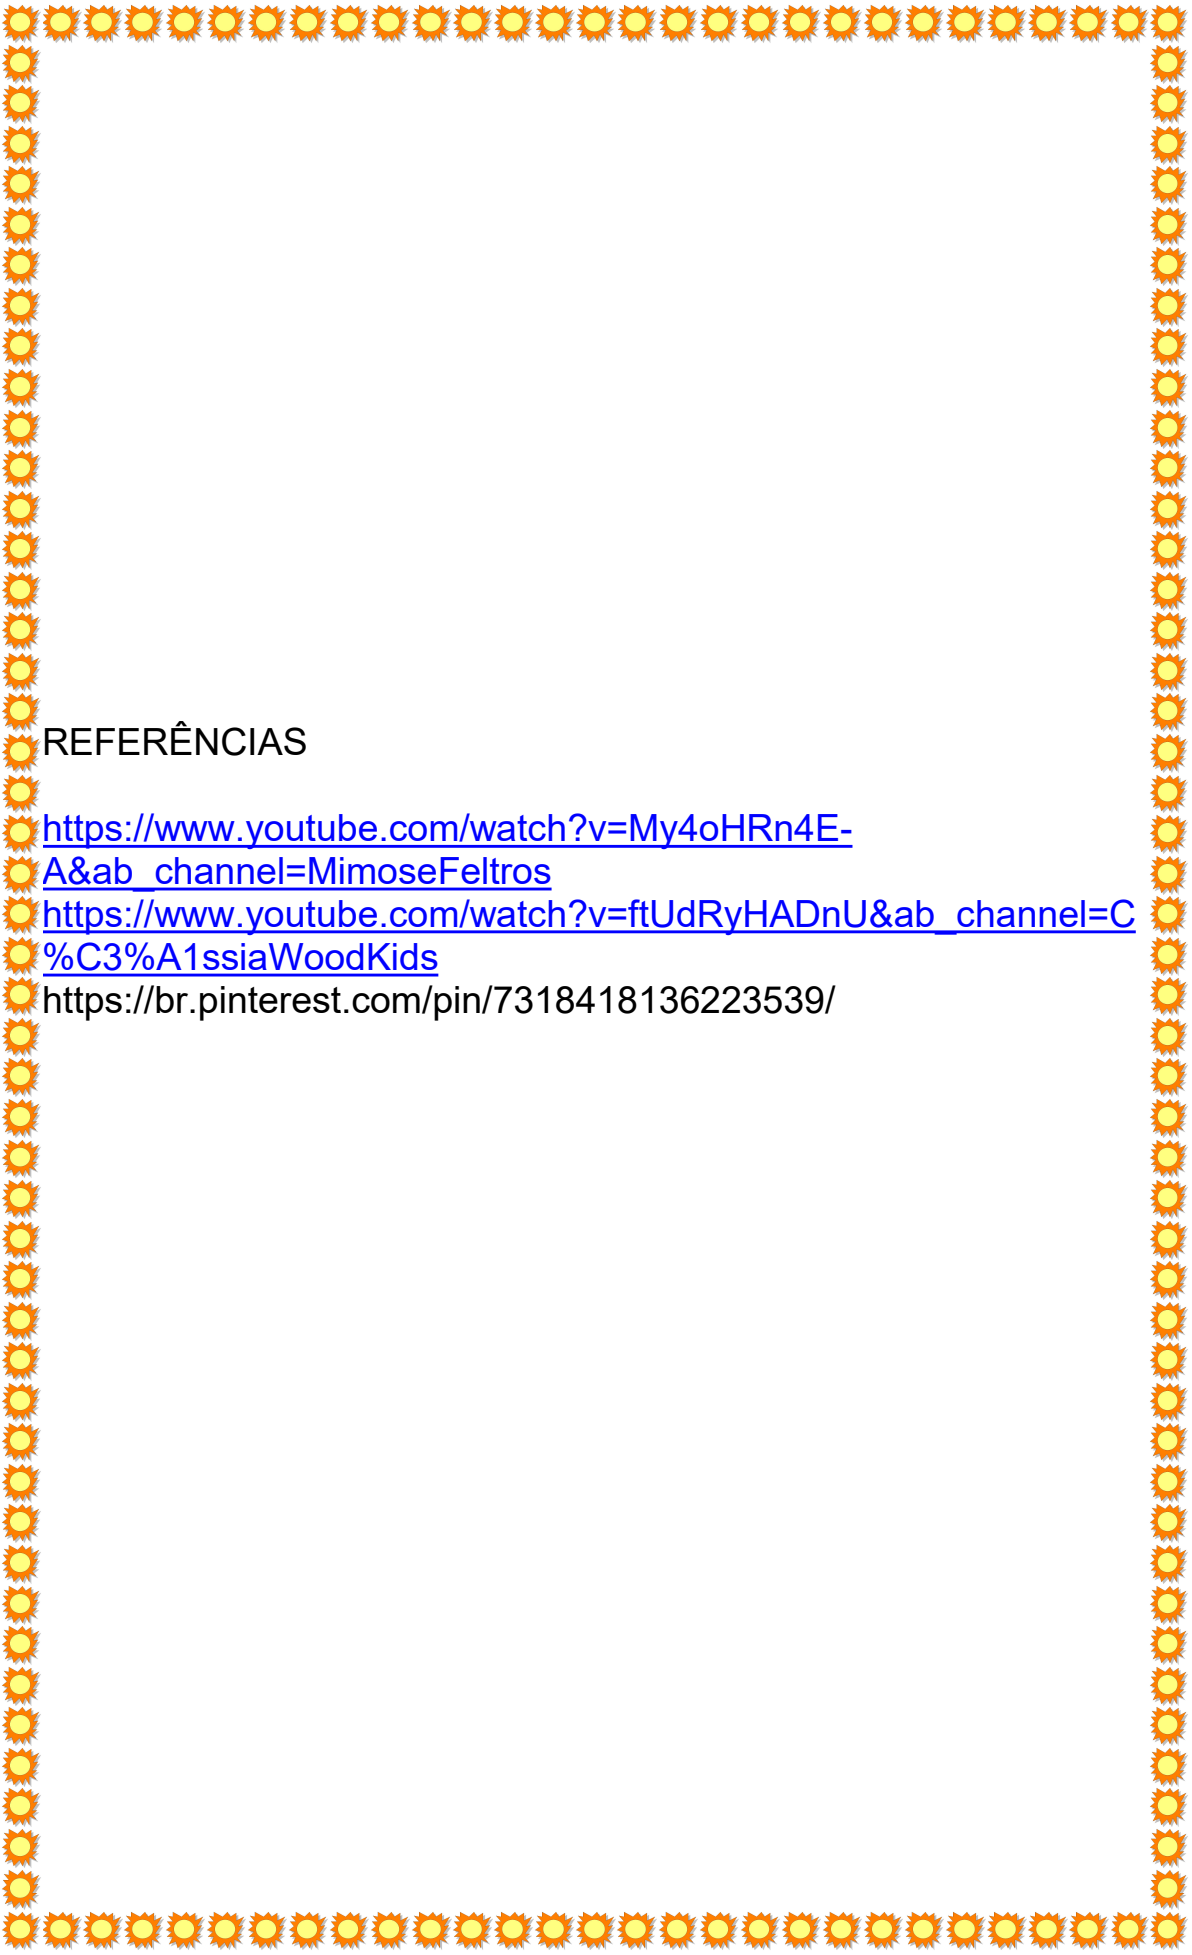 REFERÊNCIAS
https://www.youtube.com/watch?v=My4oHRn4E-
A&ab_channel=MimoseFeltros
https://www.youtube.com/watch?v=ftUdRyHADnU&ab_channel=C
%C3%A1ssiaWoodKids
https://br.pinterest.com/pin/7318418136223539/